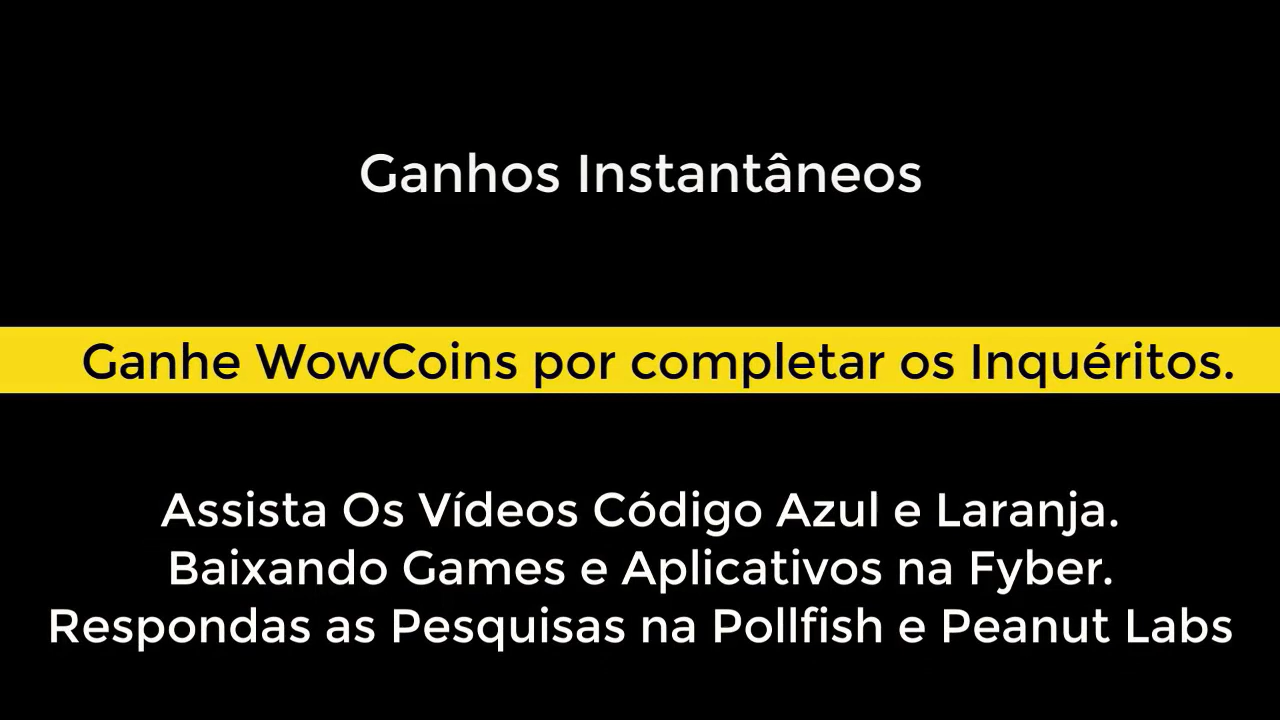 Ganhos Instantâneos
Ganhe WowCoins por completar os Inquéritos.
Assista Os Vídeos Código Azul e Laranja.
Baixando Games e Aplicativos na Fyber.
Respondas as Pesquisas na Pollfish e Peanut Labs